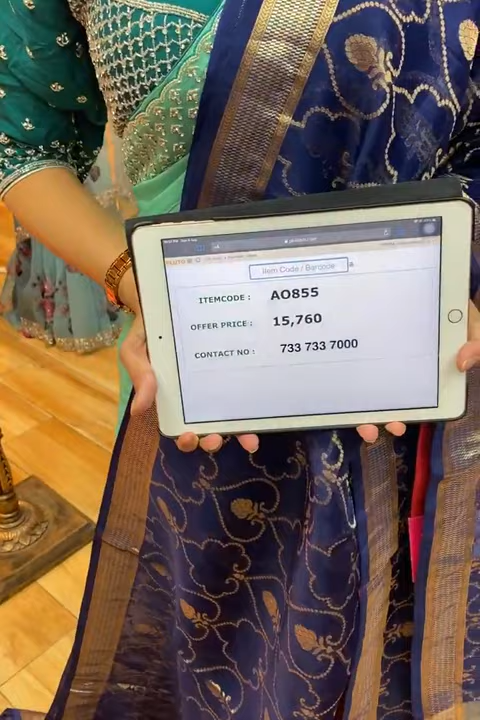 Item Code / Barcode
ITEMCODE : AO855
OFFER PRICE : 15,760
CONTACT NO : 733 733 7000